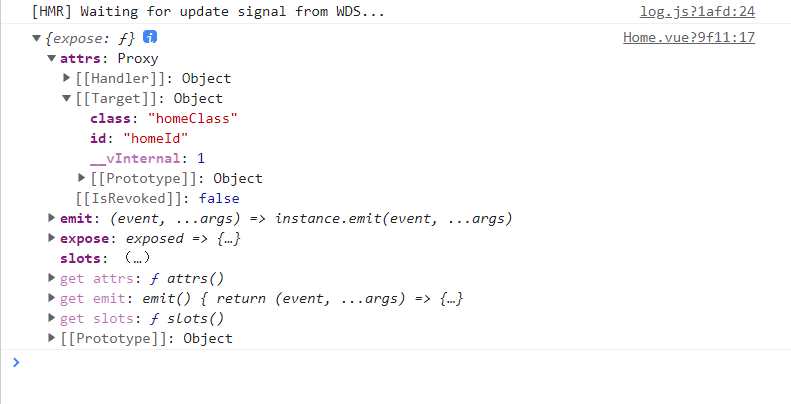 [HMR] Waiting for update signal from WDS... log.js?1afd:24
{expose: ƒ} i Home.vue?9f11:17
attrs: Proxy
[[Handler]]: Object
[[Target]]: Object
class: "homeClass"
id: "homeId"
__vInternal: 1
[[Prototype]]: Object
[[IsRevoked]]: false
emit: (event, ...args) => instance.emit(event, ...args)
expose: exposed => {…}
slots: (…)
get attrs: ƒ attrs()
get emit: emit() { return (event, ...args) => {…}
get slots: ƒ slots()
[[Prototype]]: Object